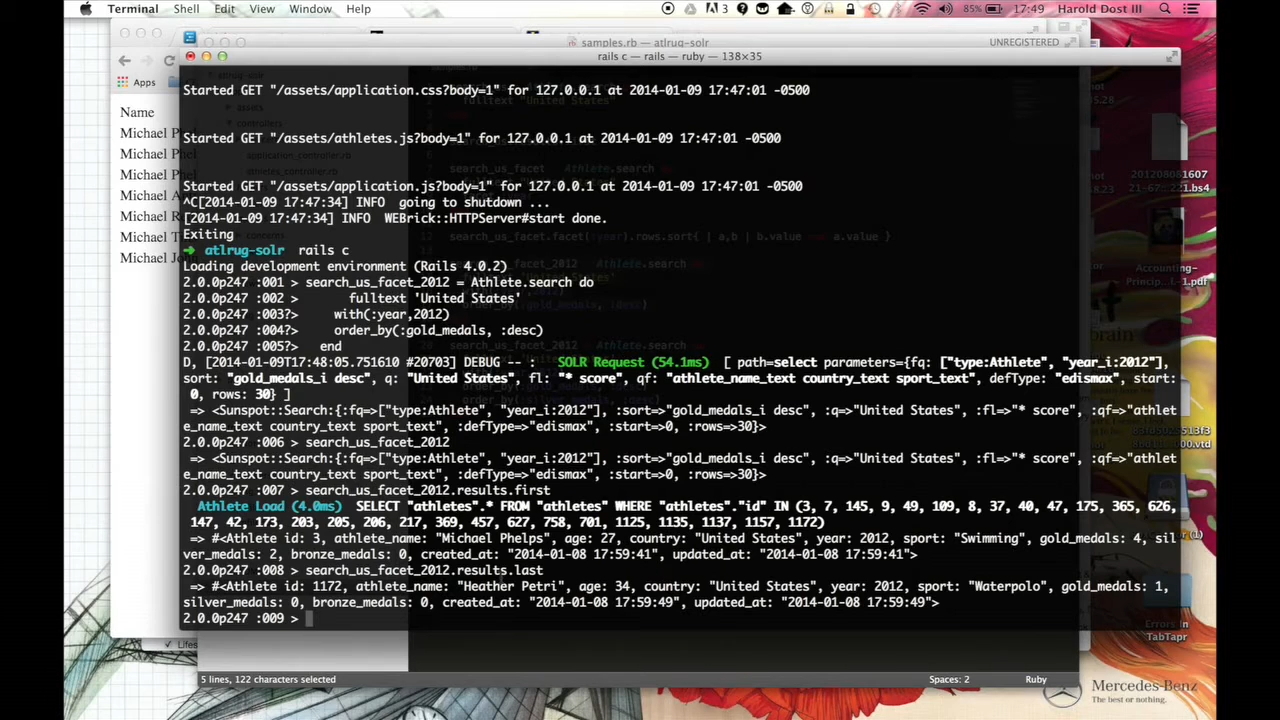 Terminal Shell Edit View Window Help 3 85% 17:49 Harold Dost III
samples.rb — atlrug-solr UNREGISTERED
rails c — rails — ruby — 138×35
Apps
Name
Michael
Michael
Michael
Michael A
Michael R
Michael T
Michael
Started GET "/assets/application.css?body=1" for 127.0.0.1 at 2014-01-09 17:47:01 -0500
Started GET "/assets/athletes.js?body=1" for 127.0.0.1 at 2014-01-09 17:47:01 -0500
Started GET "/assets/application.js?body=1" for 127.0.0.1 at 2014-01-09 17:47:01 -0500
^C[2014-01-09 17:47:34] INFO  going to shutdown ...
[2014-01-09 17:47:34] INFO  WEBrick::HTTPServer#start done.
Exiting
➜  atlrug-solr  rails c
Loading development environment (Rails 4.0.2)
2.0.0p247 :001 > search_us_facet_2012 = Athlete.search do
2.0.0p247 :002 >       fulltext 'United States'
2.0.0p247 :003?>     with(:year,2012)
2.0.0p247 :004?>     order_by(:gold_medals, :desc)
2.0.0p247 :005?>   end
D, [2014-01-09T17:48:05.751610 #20703] DEBUG -- :   SOLR Request (54.1ms)  [ path=select parameters={fq: ["type:Athlete", "year_i:2012"],
sort: "gold_medals_i desc", q: "United States", fl: "* score", qf: "athlete_name_text country_text sport_text", defType: "edismax", start:
0, rows: 30} ]
=> <Sunspot::Search:{:fq=>["type:Athlete", "year_i:2012"], :sort=>"gold_medals_i desc", :q=>"United States", :fl=>"* score", :qf=>"athlet
e_name_text country_text sport_text", :defType=>"edismax", :start=>0, :rows=>30}>
2.0.0p247 :006 > search_us_facet_2012
=> <Sunspot::Search:{:fq=>["type:Athlete", "year_i:2012"], :sort=>"gold_medals_i desc", :q=>"United States", :fl=>"* score", :qf=>"athlet
e_name_text country_text sport_text", :defType=>"edismax", :start=>0, :rows=>30}>
2.0.0p247 :007 > search_us_facet_2012.results.first
Athlete Load (4.0ms)  SELECT "athletes".* FROM "athletes" WHERE "athletes"."id" IN (3, 7, 145, 9, 49, 109, 8, 37, 40, 47, 175, 365, 626,
147, 42, 173, 203, 205, 206, 217, 369, 457, 627, 758, 701, 1125, 1135, 1137, 1157, 1172)
=> #<Athlete id: 3, athlete_name: "Michael Phelps", age: 27, country: "United States", year: 2012, sport: "Swimming", gold_medals: 4, sil
ver_medals: 2, bronze_medals: 0, created_at: "2014-01-08 17:59:41", updated_at: "2014-01-08 17:59:41">
2.0.0p247 :008 > search_us_facet_2012.results.last
=> #<Athlete id: 1172, athlete_name: "Heather Petri", age: 34, country: "United States", year: 2012, sport: "Waterpolo", gold_medals: 1,
silver_medals: 0, bronze_medals: 0, created_at: "2014-01-08 17:59:49", updated_at: "2014-01-08 17:59:49">
2.0.0p247 :009 >
5 lines, 122 characters selected Spaces: 2 Ruby
Accounting-
Errors in
TabTapr
Mercedes-Benz
The best or nothing.